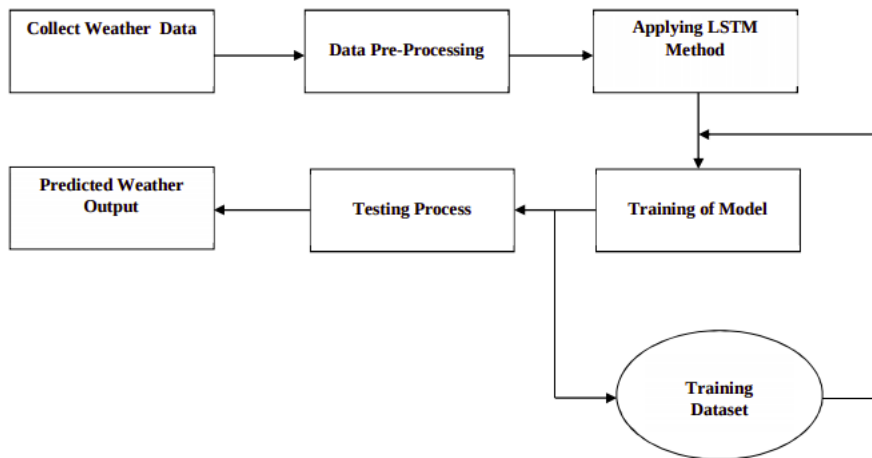 Collect Weather Data
Data Pre-Processing
Applying LSTM
Method
Predicted Weather
Output
Testing Process
Training of Model
Training
Dataset